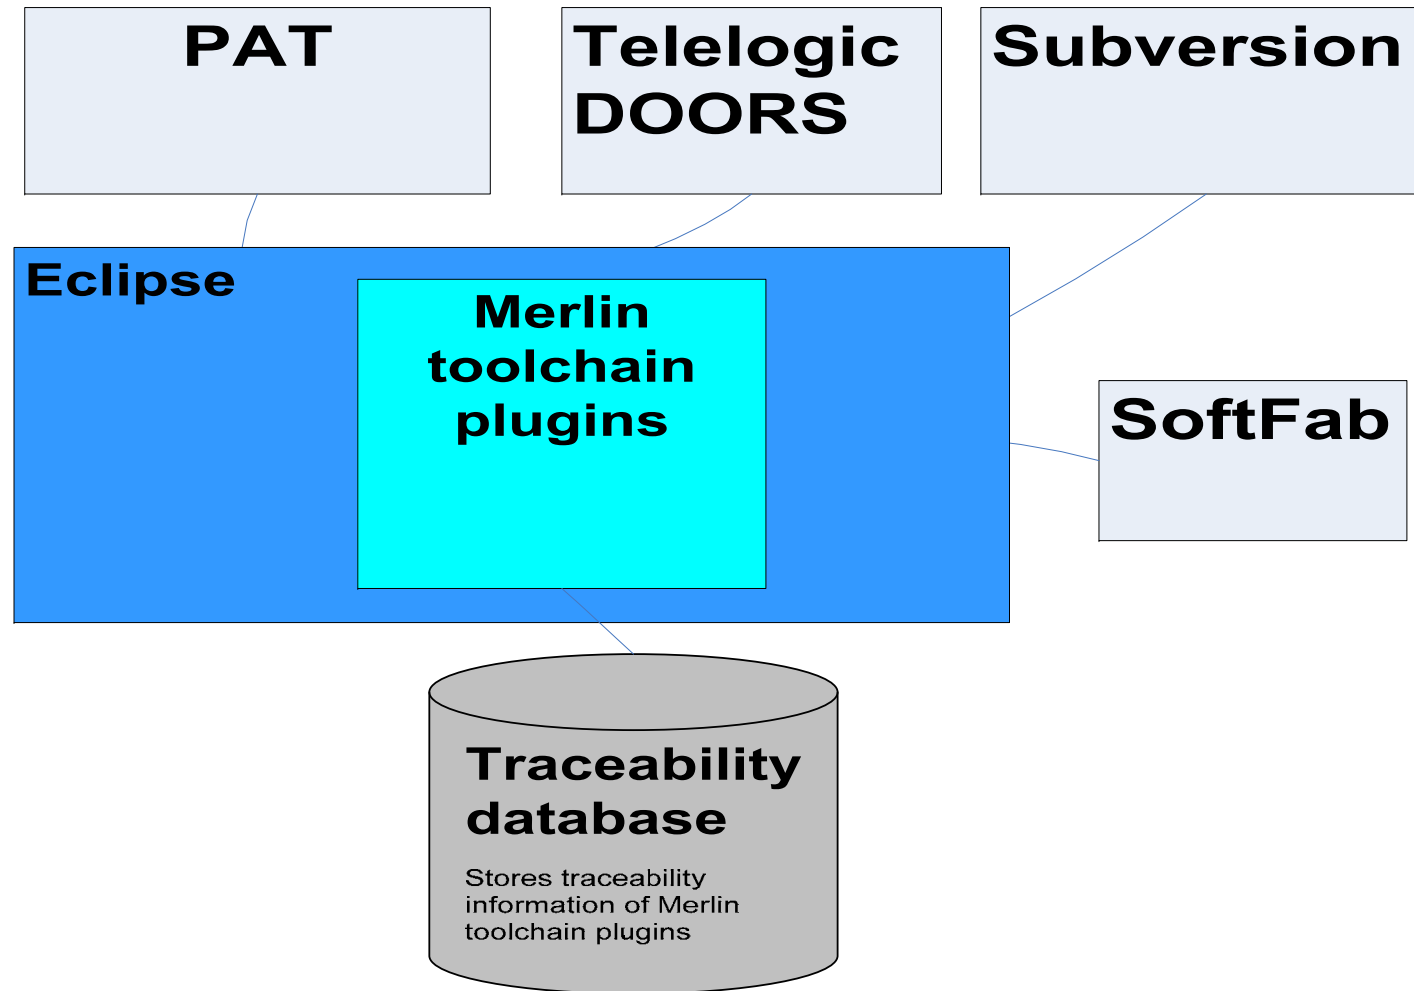 PAT
Telelogic
DOORS
Subversion
Eclipse
Merlin
toolchain
plugins
SoftFab
Traceability
database
Stores traceability
information of Merlin
toolchain plugins